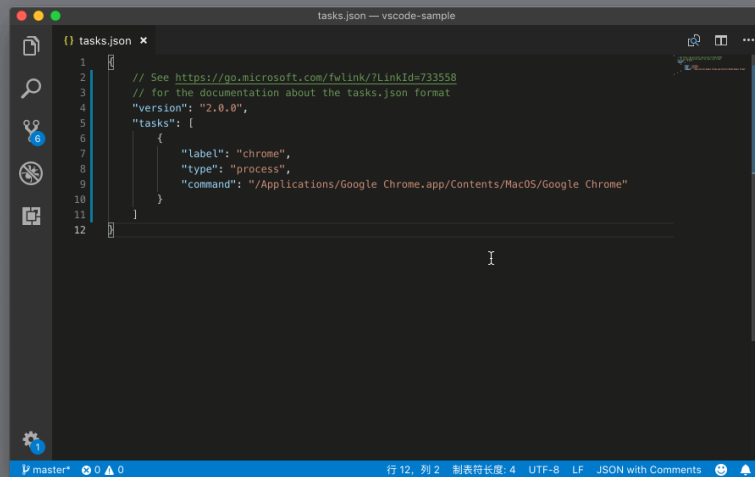 tasks.json — vscode-sample
{} tasks.json ×
1 {
2 // See https://go.microsoft.com/fwlink/?LinkId=733558
3 // for the documentation about the tasks.json format
4 "version": "2.0.0",
5 "tasks": [
6 {
7 "label": "chrome",
8 "type": "process",
9 "command": "/Applications/Google Chrome.app/Contents/MacOS/Google Chrome"
10 }
11 ]
12 }
6
1
master* 0 0 行 12，列 2 制表符长度: 4 UTF-8 LF JSON with Comments